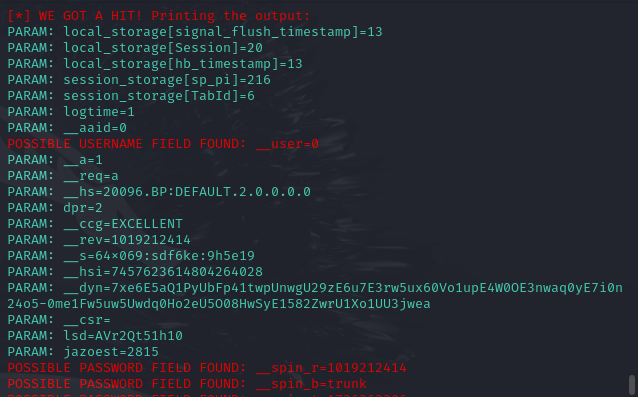 [*] WE GOT A HIT! Printing the output:
PARAM: local_storage[signal_flush_timestamp]=13
PARAM: local_storage[Session]=20
PARAM: local_storage[hb_timestamp]=13
PARAM: session_storage[sp_pi]=216
PARAM: session_storage[TabId]=6
PARAM: logtime=1
PARAM: __aaid=0
POSSIBLE USERNAME FIELD FOUND: __user=0
PARAM: __a=1
PARAM: __req=a
PARAM: __hs=20096.BP:DEFAULT.2.0.0.0.0
PARAM: dpr=2
PARAM: __ccg=EXCELLENT
PARAM: __rev=1019212414
PARAM: __s=64×069:sdf6ke:9h5e19
PARAM: __hsi=7457623614804264028
PARAM: __dyn=7xe6E5aQ1PyUbFp41twpUnwgU29zE6u7E3rw5ux60Vo1upE4W0OE3nwaq0yE7i0n
24o5-0me1Fw5uw5Uwdq0Ho2eU5O08HwSyE1582ZwrU1Xo1UU3jwea
PARAM: __csr=
PARAM: lsd=AVr2Qt51h10
PARAM: jazoest=2815
POSSIBLE PASSWORD FIELD FOUND: __spin_r=1019212414
POSSIBLE PASSWORD FIELD FOUND: __spin_b=trunk